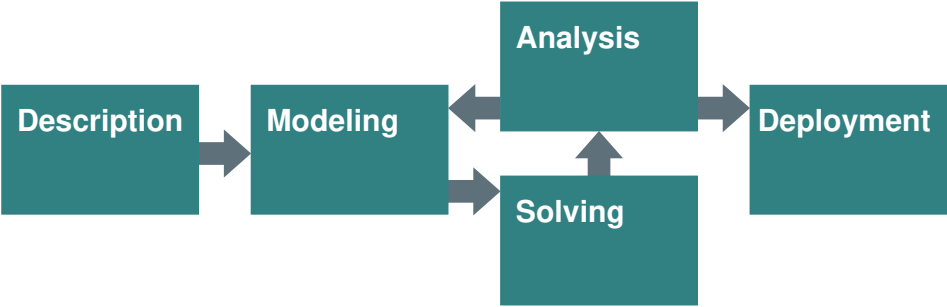 Analysis
Description
Modeling
Deployment
Solving